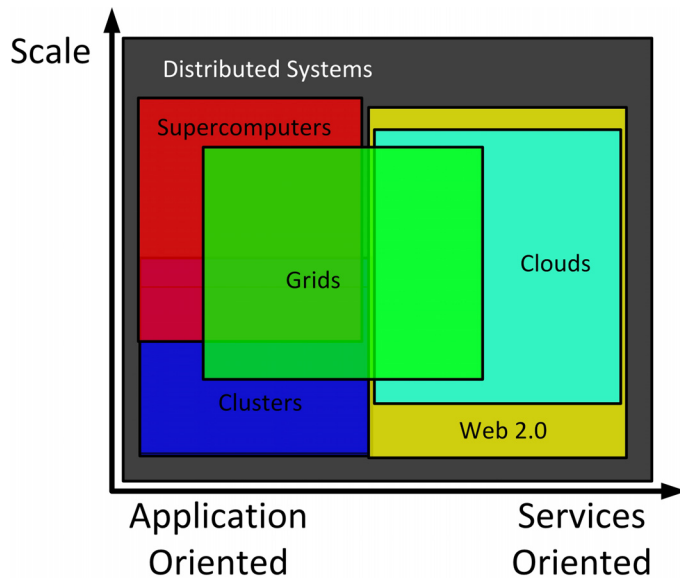 Scale
Distributed Systems
Supercomputers
Grids
Clouds
Clusters
Web 2.0
Application
Oriented
Services
Oriented